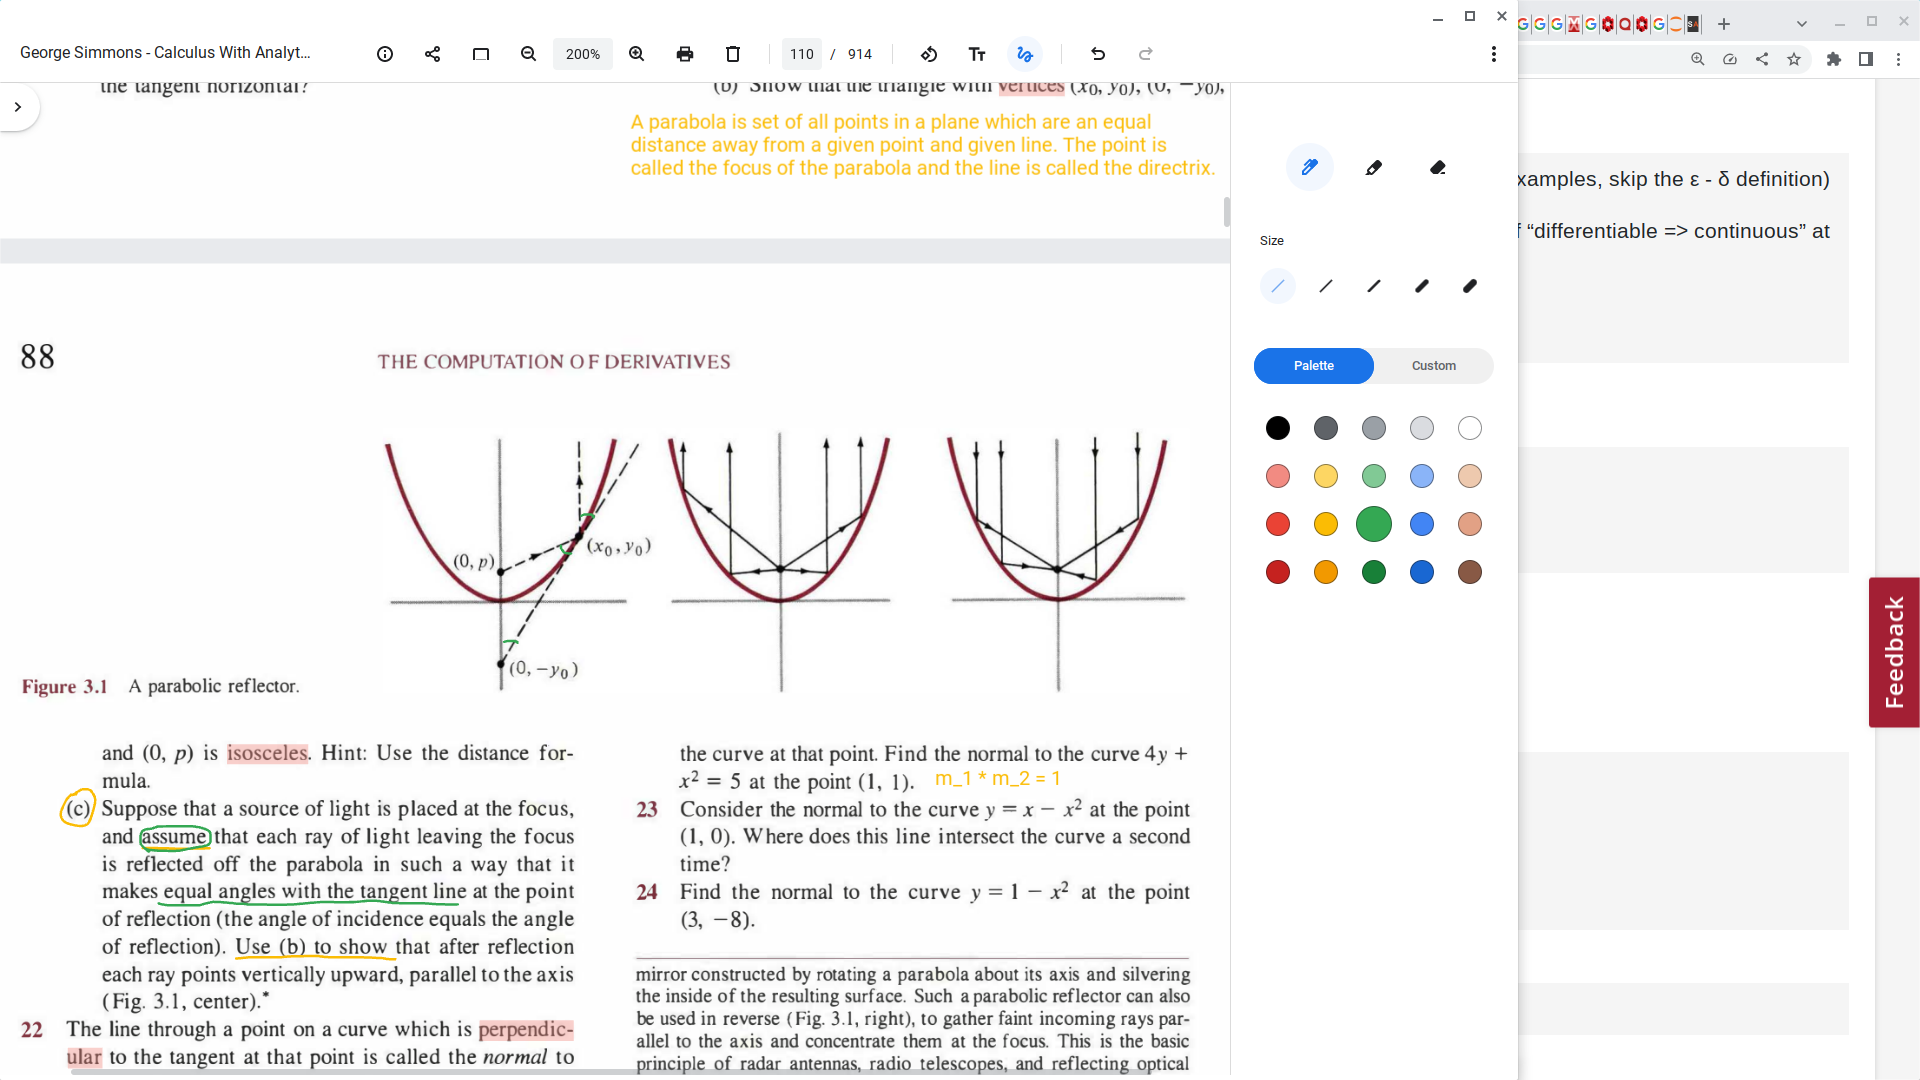 George Simmons - Calculus With Analyt...
200%
110 / 914
the tangent horizontal?
(b) Show that the triangle with vertices (x₀, y₀), (0, −y₀),
A parabola is set of all points in a plane which are an equal
distance away from a given point and given line. The point is
called the focus of the parabola and the line is called the directrix.
88
THE COMPUTATION OF DERIVATIVES
(0, p)
(x₀, y₀)
(0, −y₀)
Figure 3.1 A parabolic reflector.
and (0, p) is isosceles. Hint: Use the distance for-
mula.
(c) Suppose that a source of light is placed at the focus,
and assume that each ray of light leaving the focus
is reflected off the parabola in such a way that it
makes equal angles with the tangent line at the point
of reflection (the angle of incidence equals the angle
of reflection). Use (b) to show that after reflection
each ray points vertically upward, parallel to the axis
(Fig. 3.1, center).*
22 The line through a point on a curve which is perpendic-
ular to the tangent at that point is called the normal to
the curve at that point. Find the normal to the curve 4y +
x² = 5 at the point (1, 1). m_1 * m_2 = 1
23 Consider the normal to the curve y = x − x² at the point
(1, 0). Where does this line intersect the curve a second
time?
24 Find the normal to the curve y = 1 − x² at the point
(3, −8).
mirror constructed by rotating a parabola about its axis and silvering
the inside of the resulting surface. Such a parabolic reflector can also
be used in reverse (Fig. 3.1, right), to gather faint incoming rays par-
allel to the axis and concentrate them at the focus. This is the basic
principle of radar antennas, radio telescopes, and reflecting optical
Size
Palette
Custom
xamples, skip the ε - δ definition)
f “differentiable => continuous” at
Feedback